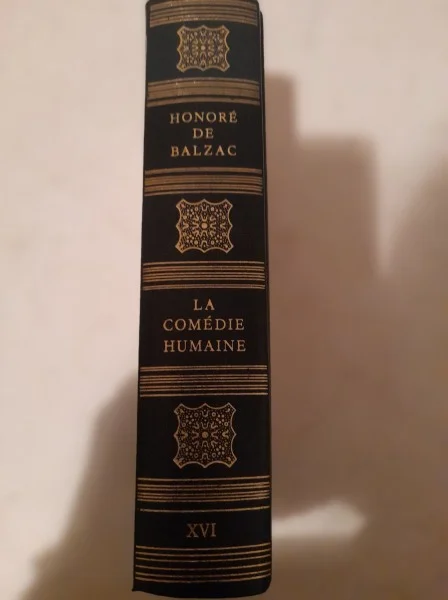 HONORÉ
DE
BALZAC
LA
COMÉDIE
HUMAINE
XVI